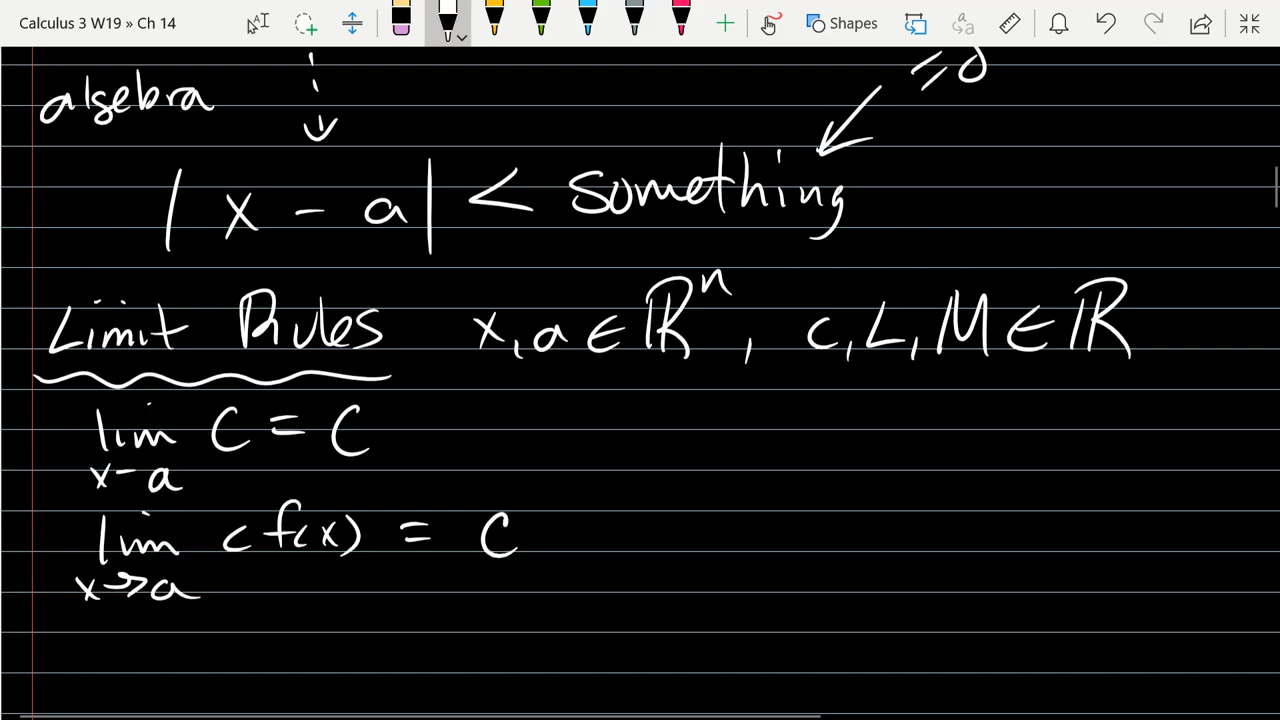 Calculus 3 W19 » Ch 14
Shapes
= δ
algebra
| x - a | < something
Limit Rules x, a ∈ ℝⁿ, c, L, M ∈ ℝ
lim C = C
x - a
lim c f(x) = C
x → a